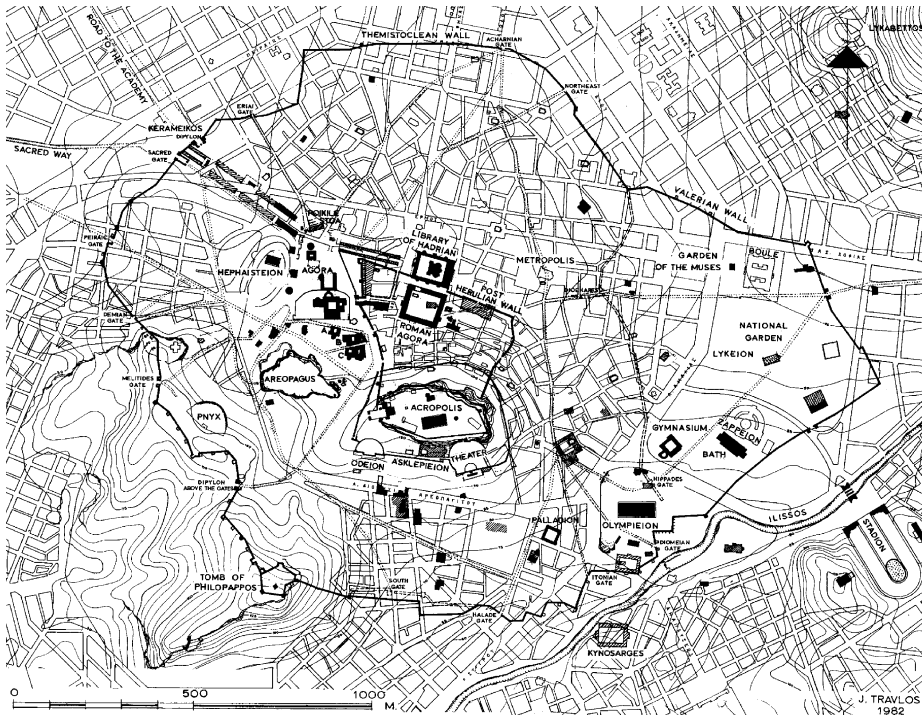 ROAD TO THE ACADEMY
THEMISTOCLEAN WALL
ACHARNIAN
GATE
LYKABETTOS
ERIAI
GATE
NORTHEAST
GATE
KERAMEIKOS
DIPYLON
SACRED WAY
SACRED
GATE
VALERIAN WALL
PEIRAIC
GATE
POIKILE
STOA
LIBRARY
OF HADRIAN
HEPHAISTEION
AGORA
METROPOLIS
GARDEN
OF THE MUSES
BOULE
POST
HERULIAN WALL
DEMIAN
GATE
ROMAN
AGORA
NATIONAL
GARDEN
LYKEION
A
B
C
AREOPAGUS
MELITIDES
GATE
PNYX
ACROPOLIS
GYMNASIUM
ZAPPEION
BATH
ODEION
ASKLEPIEION
THEATER
DIPYLON
ABOVE THE GATES
HIPPADES
GATE
ILISSOS
PALLADION
OLYMPIEION
STADION
DIOMEIAN
GATE
TOMB OF
PHILOPAPPOS
SOUTH
GATE
ITONIAN
GATE
HALADE
GATE
KYNOSARGES
0 500 1000
M.
J. TRAVLOS
1982